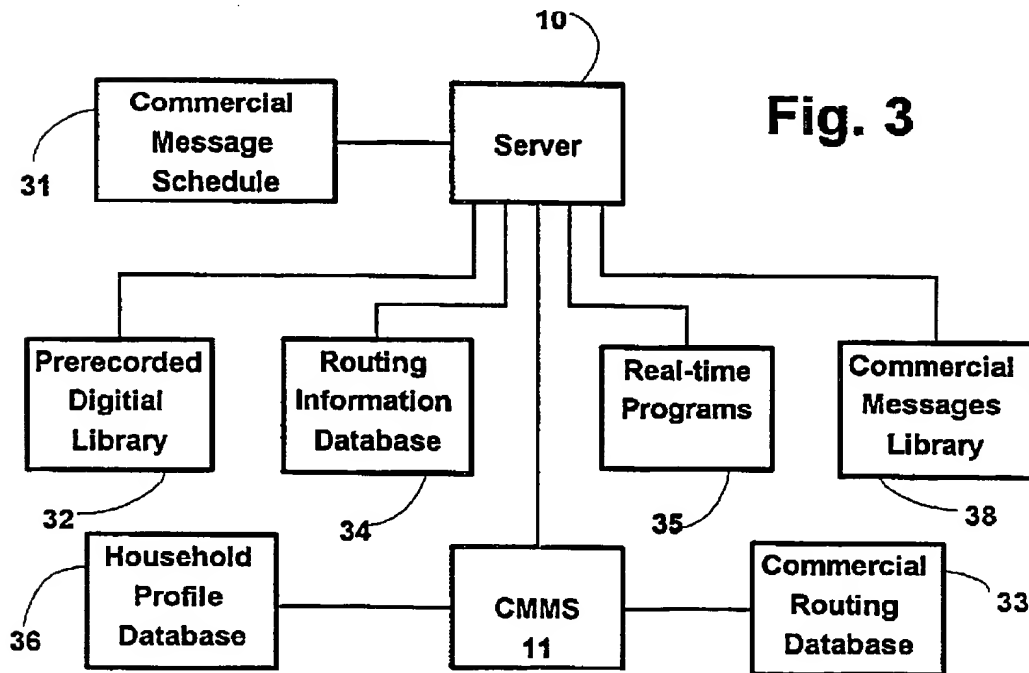 10
Commercial
Message
Schedule
31
Server
Fig. 3
Prerecorded
Digitial
Library
32
Routing
Information
Database
34
Real-time
Programs
35
Commercial
Messages
Library
38
Household
Profile
Database
36
CMMS
11
Commercial
Routing
Database
33